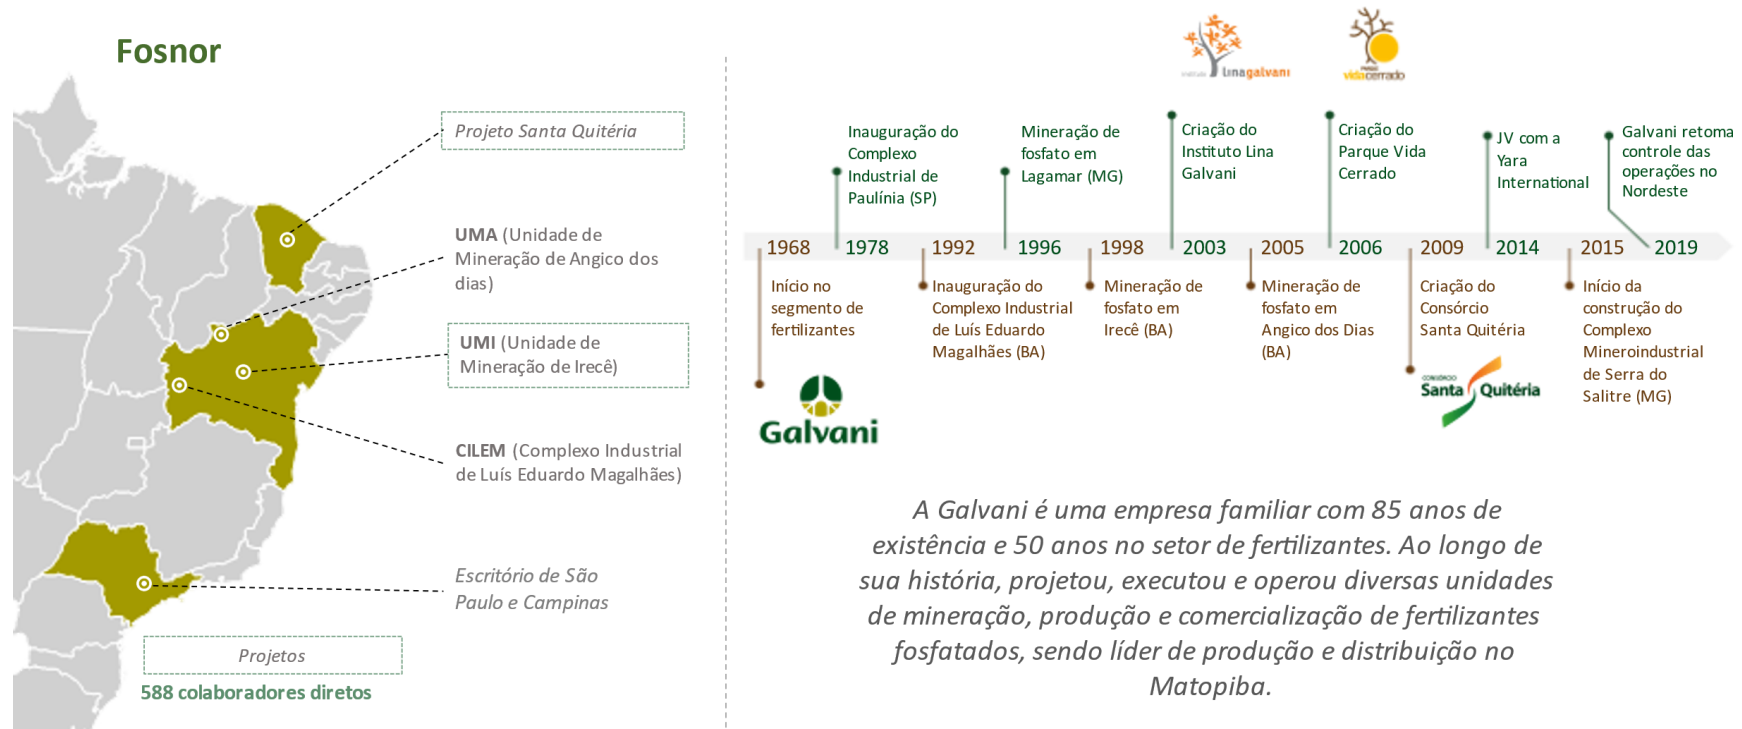 Fosnor
Projeto Santa Quitéria
UMA (Unidade de
Mineração de Angico dos
dias)
UMI (Unidade de
Mineração de Irecê)
CILEM (Complexo Industrial
de Luís Eduardo Magalhães)
Escritório de São
Paulo e Campinas
Projetos
588 colaboradores diretos
Instituto Linagalvani
PARQUE
vidacerrado
Inauguração do
Complexo
Industrial de
Paulínia (SP)
Mineração de
fosfato em
Lagamar (MG)
Criação do
Instituto Lina
Galvani
Criação do
Parque Vida
Cerrado
JV com a
Yara
International
Galvani retoma
controle das
operações no
Nordeste
1968 1978 1992 1996 1998 2003 2005 2006 2009 2014 2015 2019
Início no
segmento de
fertilizantes
Inauguração do
Complexo Industrial
de Luís Eduardo
Magalhães (BA)
Mineração de
fosfato em
Irecê (BA)
Mineração de
fosfato em
Angico dos Dias
(BA)
Criação do
Consórcio
Santa Quitéria
Início da
construção do
Complexo
Mineroindustrial
de Serra do
Salitre (MG)
Galvani
CONSÓRCIO
Santa Quitéria
A Galvani é uma empresa familiar com 85 anos de
existência e 50 anos no setor de fertilizantes. Ao longo de
sua história, projetou, executou e operou diversas unidades
de mineração, produção e comercialização de fertilizantes
fosfatados, sendo líder de produção e distribuição no
Matopiba.